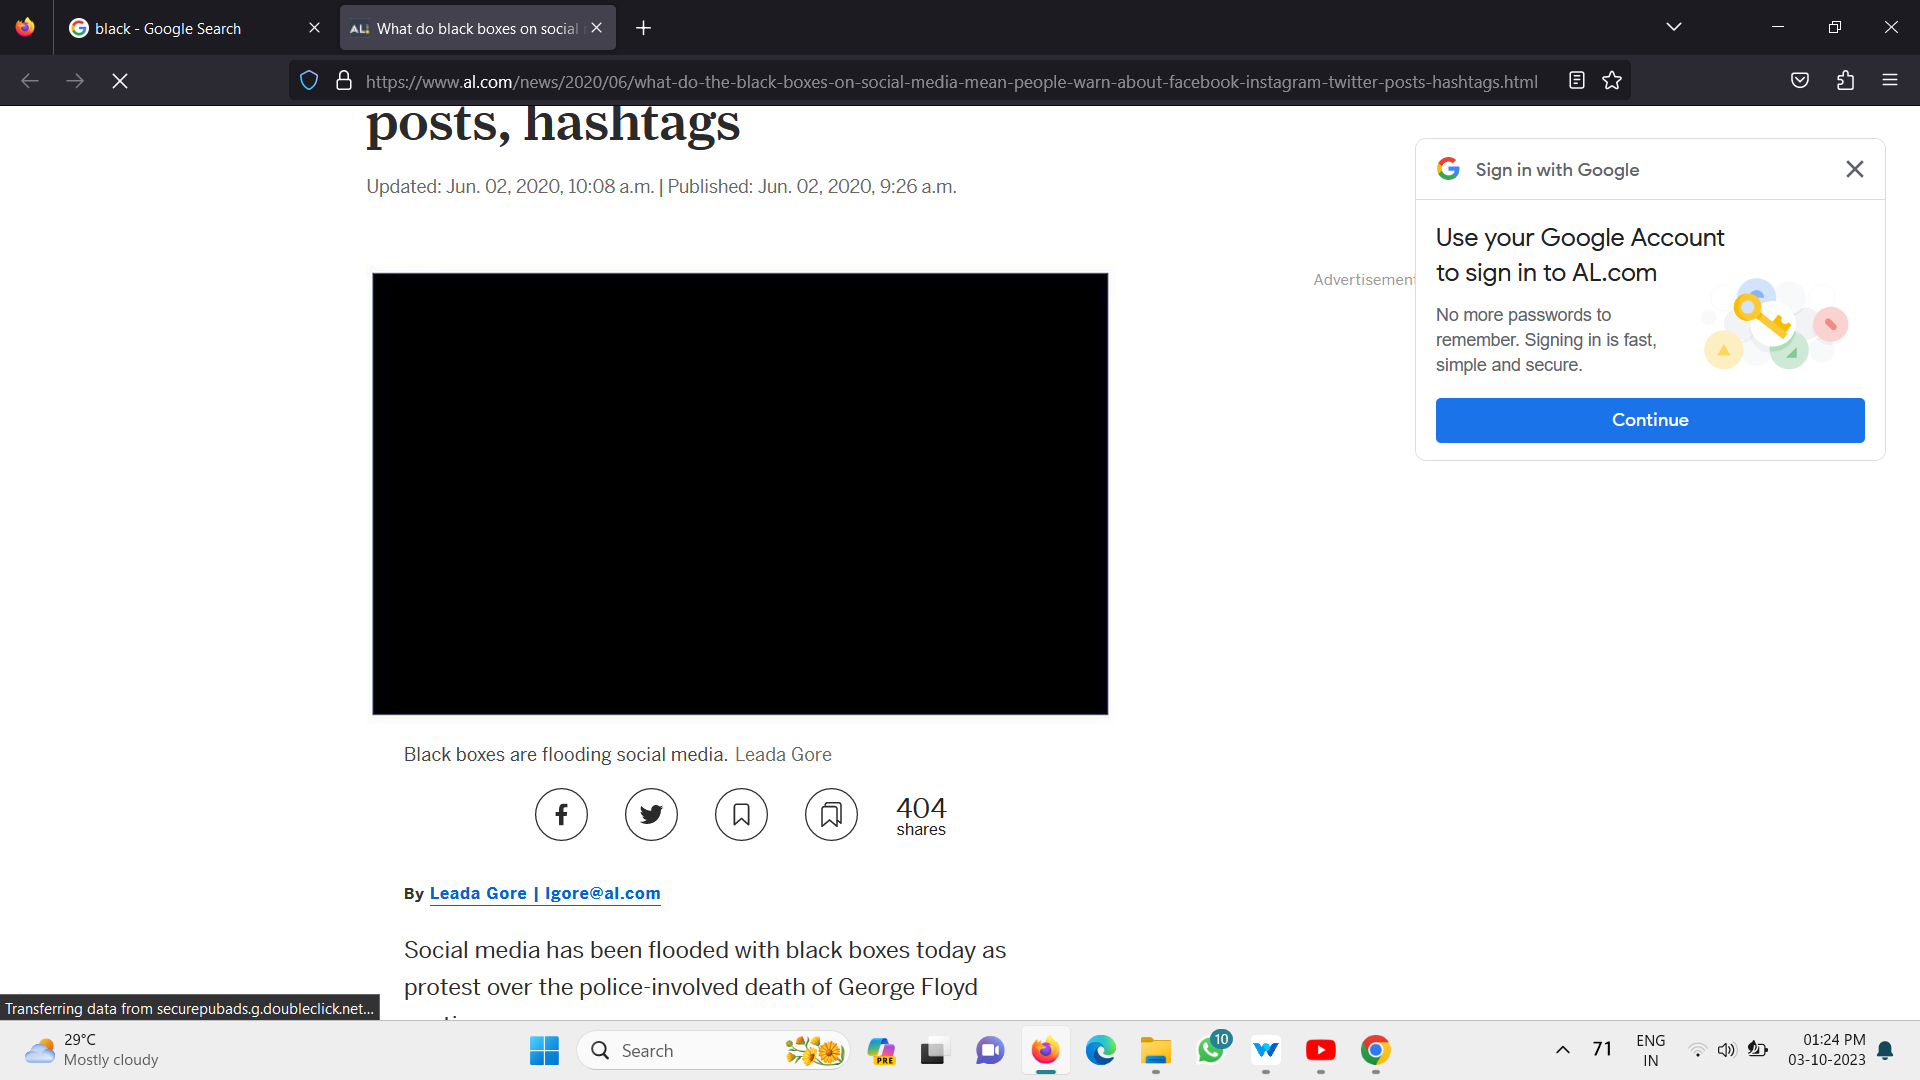 black - Google Search
AL What do black boxes on social
https://www.al.com/news/2020/06/what-do-the-black-boxes-on-social-media-mean-people-warn-about-facebook-instagram-twitter-posts-hashtags.html
posts, hashtags
Updated: Jun. 02, 2020, 10:08 a.m. | Published: Jun. 02, 2020, 9:26 a.m.
Advertisement
Sign in with Google
Use your Google Account
to sign in to AL.com
No more passwords to
remember. Signing in is fast,
simple and secure.
Continue
Black boxes are flooding social media. Leada Gore
404
shares
By Leada Gore | lgore@al.com
Social media has been flooded with black boxes today as
protest over the police-involved death of George Floyd
Transferring data from securepubads.g.doubleclick.net...
29°C
Mostly cloudy
Search
PRE
10
71
ENG
IN
01:24 PM
03-10-2023